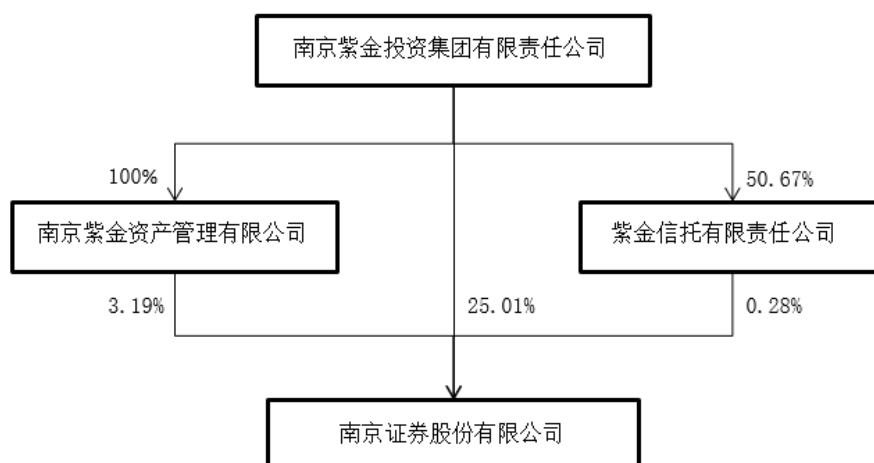 南京紫金投资集团有限责任公司
100%
50.67%
南京紫金资产管理有限公司
紫金信托有限责任公司
3.19%
25.01%
0.28%
南京证券股份有限公司